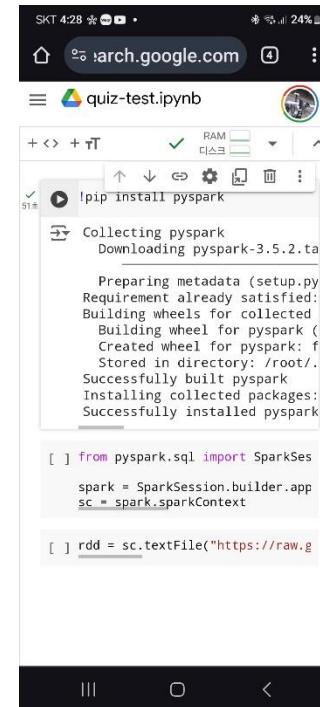 SKT 4:28
24%
earch.google.com
4
quiz-test.ipynb
+ <> + TT
RAM
디스크
51초
!pip install pyspark
Collecting pyspark
Downloading pyspark-3.5.2.ta
Preparing metadata (setup.py
Requirement already satisfied:
Building wheels for collected
Building wheel for pyspark (
Created wheel for pyspark: f
Stored in directory: /root/.
Successfully built pyspark
Installing collected packages:
Successfully installed pyspark
[ ] from pyspark.sql import SparkSes
spark = SparkSession.builder.app
sc = spark.sparkContext
[ ] rdd = sc.textFile("https://raw.g